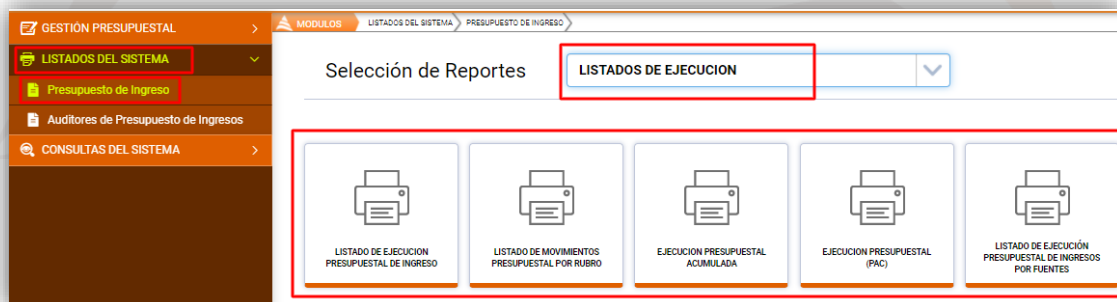 GESTIÓN PRESUPUESTAL
LISTADOS DEL SISTEMA
Presupuesto de Ingreso
Auditores de Presupuesto de Ingresos
CONSULTAS DEL SISTEMA
MODULOS LISTADOS DEL SISTEMA PRESUPUESTO DE INGRESO
Selección de Reportes LISTADOS DE EJECUCION
LISTADO DE EJECUCION
PRESUPUESTAL DE INGRESO
LISTADO DE MOVIMIENTOS
PRESUPUESTAL POR RUBRO
EJECUCION PRESUPUESTAL
ACUMULADA
EJECUCION PRESUPUESTAL
(PAC)
LISTADO DE EJECUCIÓN
PRESUPUESTAL DE INGRESOS
POR FUENTES